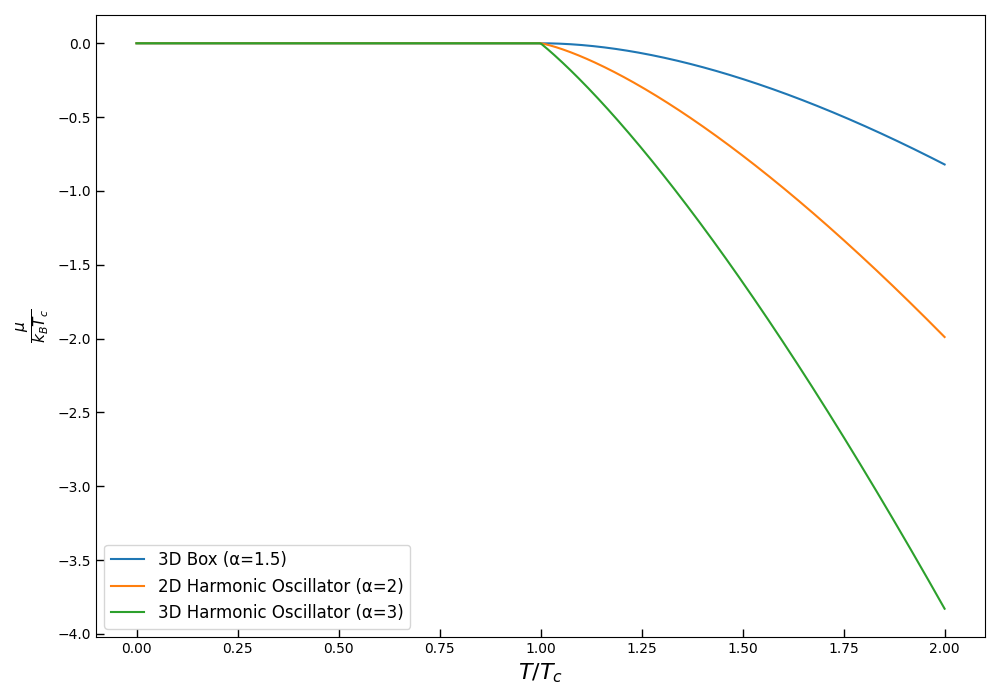 0.0
−0.5
−1.0
−1.5
−2.0
−2.5
−3.0
−3.5
−4.0
μ
k_B T_c
3D Box (α=1.5)
2D Harmonic Oscillator (α=2)
3D Harmonic Oscillator (α=3)
0.00 0.25 0.50 0.75 1.00 1.25 1.50 1.75 2.00
T/T_c